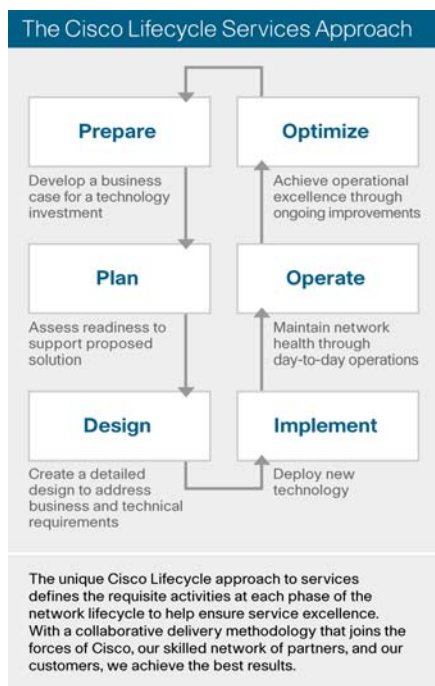 The Cisco Lifecycle Services Approach
Prepare
Develop a business
case for a technology
investment
Plan
Assess readiness to
support proposed
solution
Design
Create a detailed
design to address
business and technical
requirements
Implement
Deploy new
technology
Operate
Maintain network
health through
day-to-day operations
Optimize
Achieve operational
excellence through
ongoing improvements
The unique Cisco Lifecycle approach to services
defines the requisite activities at each phase of the
network lifecycle to help ensure service excellence.
With a collaborative delivery methodology that joins the
forces of Cisco, our skilled network of partners, and our
customers, we achieve the best results.